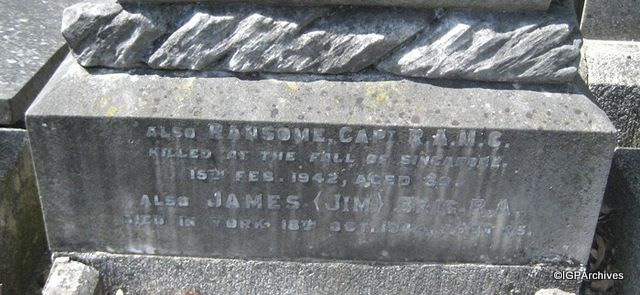 ALSO RANSOME, CAPT R.A.M.C.
KILLED AT THE FALL OF SINGAPORE,
15TH FEB. 1942, AGED
ALSO JAMES (JIM) BRIG. R.A.
DIED IN YORK. 18TH OCT.
©IGPArchives